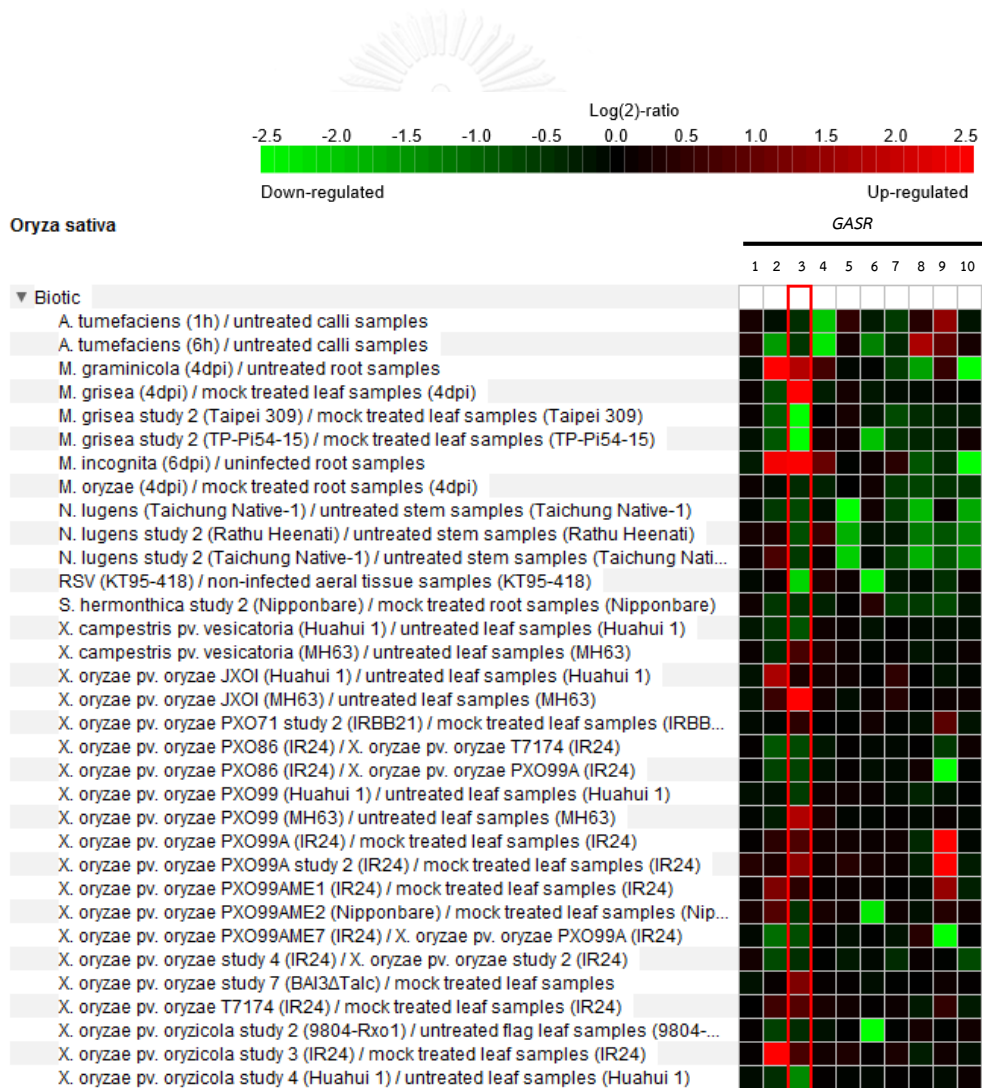 Log(2)-ratio
-2.5 -2.0 -1.5 -1.0 -0.5 0.0 0.5 1.0 1.5 2.0 2.5
Down-regulated Up-regulated
Oryza sativa GASR
1 2 3 4 5 6 7 8 9 10
▼ Biotic
A. tumefaciens (1h) / untreated calli samples
A. tumefaciens (6h) / untreated calli samples
M. graminicola (4dpi) / untreated root samples
M. grisea (4dpi) / mock treated leaf samples (4dpi)
M. grisea study 2 (Taipei 309) / mock treated leaf samples (Taipei 309)
M. grisea study 2 (TP-Pi54-15) / mock treated leaf samples (TP-Pi54-15)
M. incognita (6dpi) / uninfected root samples
M. oryzae (4dpi) / mock treated root samples (4dpi)
N. lugens (Taichung Native-1) / untreated stem samples (Taichung Native-1)
N. lugens study 2 (Rathu Heenati) / untreated stem samples (Rathu Heenati)
N. lugens study 2 (Taichung Native-1) / untreated stem samples (Taichung Nati...
RSV (KT95-418) / non-infected aeral tissue samples (KT95-418)
S. hermonthica study 2 (Nipponbare) / mock treated root samples (Nipponbare)
X. campestris pv. vesicatoria (Huahui 1) / untreated leaf samples (Huahui 1)
X. campestris pv. vesicatoria (MH63) / untreated leaf samples (MH63)
X. oryzae pv. oryzae JXOI (Huahui 1) / untreated leaf samples (Huahui 1)
X. oryzae pv. oryzae JXOI (MH63) / untreated leaf samples (MH63)
X. oryzae pv. oryzae PXO71 study 2 (IRBB21) / mock treated leaf samples (IRBB...
X. oryzae pv. oryzae PXO86 (IR24) / X. oryzae pv. oryzae T7174 (IR24)
X. oryzae pv. oryzae PXO86 (IR24) / X. oryzae pv. oryzae PXO99A (IR24)
X. oryzae pv. oryzae PXO99 (Huahui 1) / untreated leaf samples (Huahui 1)
X. oryzae pv. oryzae PXO99 (MH63) / untreated leaf samples (MH63)
X. oryzae pv. oryzae PXO99A (IR24) / mock treated leaf samples (IR24)
X. oryzae pv. oryzae PXO99A study 2 (IR24) / mock treated leaf samples (IR24)
X. oryzae pv. oryzae PXO99AME1 (IR24) / mock treated leaf samples (IR24)
X. oryzae pv. oryzae PXO99AME2 (Nipponbare) / mock treated leaf samples (Nip...
X. oryzae pv. oryzae PXO99AME7 (IR24) / X. oryzae pv. oryzae PXO99A (IR24)
X. oryzae pv. oryzae study 4 (IR24) / X. oryzae pv. oryzae study 2 (IR24)
X. oryzae pv. oryzae study 7 (BAI3ΔTalc) / mock treated leaf samples
X. oryzae pv. oryzae T7174 (IR24) / mock treated leaf samples (IR24)
X. oryzae pv. oryzicola study 2 (9804-Rxo1) / untreated flag leaf samples (9804-...
X. oryzae pv. oryzicola study 3 (IR24) / mock treated leaf samples (IR24)
X. oryzae pv. oryzicola study 4 (Huahui 1) / untreated leaf samples (Huahui 1)